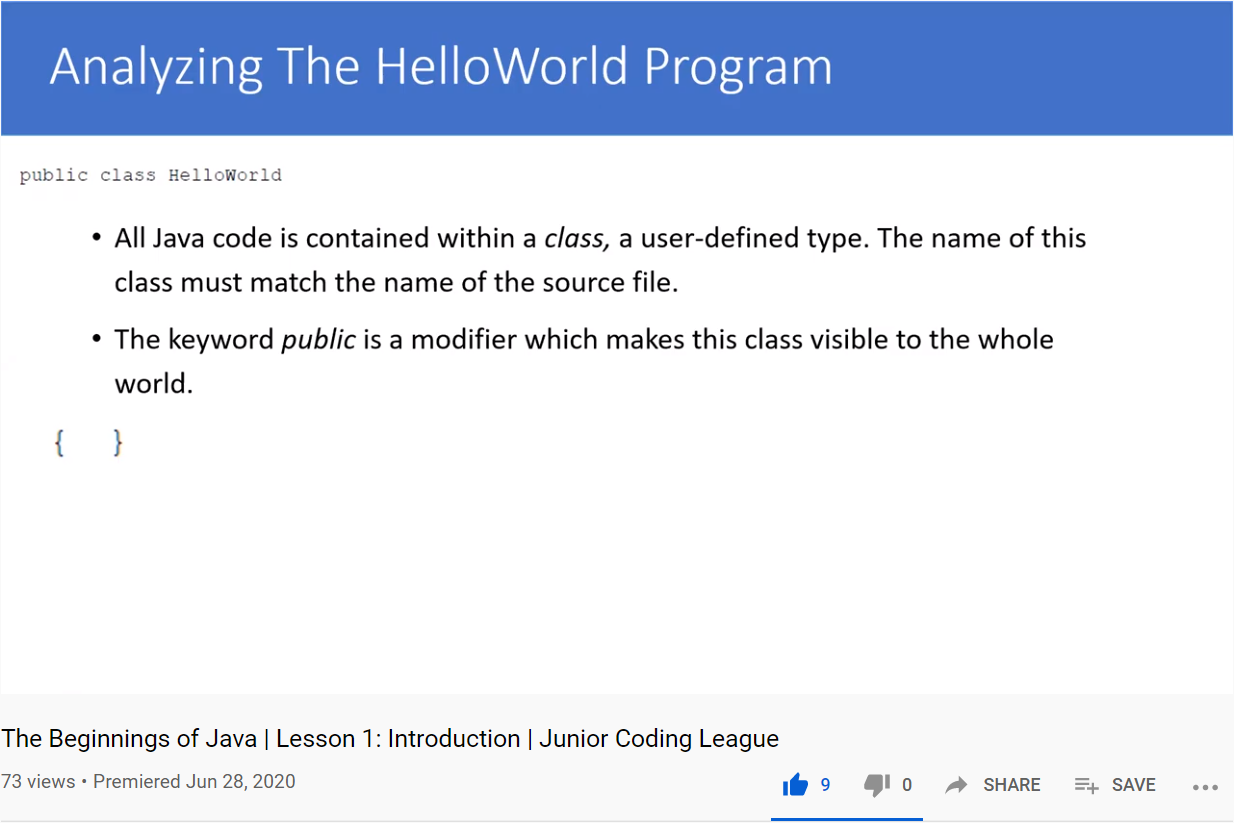 Analyzing The HelloWorld Program
public class HelloWorld
• All Java code is contained within a class, a user-defined type. The name of this
class must match the name of the source file.
• The keyword public is a modifier which makes this class visible to the whole
world.
{ }
The Beginnings of Java | Lesson 1: Introduction | Junior Coding League
73 views • Premiered Jun 28, 2020
9 0 SHARE SAVE ...